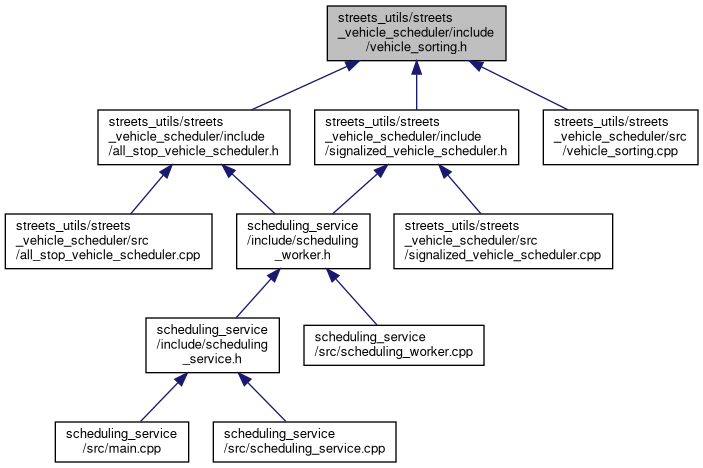 streets_utils/streets
_vehicle_scheduler/include
/vehicle_sorting.h
streets_utils/streets
_vehicle_scheduler/include
/all_stop_vehicle_scheduler.h
streets_utils/streets
_vehicle_scheduler/include
/signalized_vehicle_scheduler.h
streets_utils/streets
_vehicle_scheduler/src
/vehicle_sorting.cpp
streets_utils/streets
_vehicle_scheduler/src
/all_stop_vehicle_scheduler.cpp
scheduling_service
/include/scheduling
_worker.h
streets_utils/streets
_vehicle_scheduler/src
/signalized_vehicle_scheduler.cpp
scheduling_service
/include/scheduling
_service.h
scheduling_service
/src/scheduling_worker.cpp
scheduling_service
/src/main.cpp
scheduling_service
/src/scheduling_service.cpp